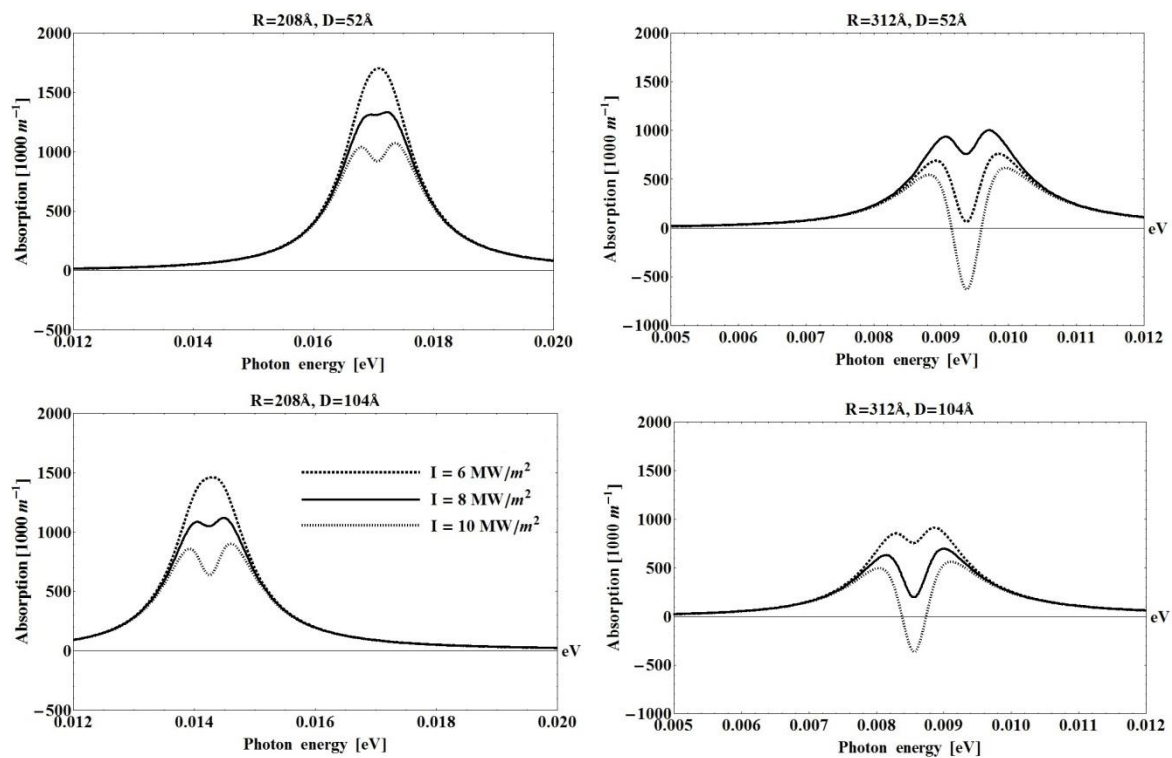 R=208Å, D=52Å
Absorption [1000 m⁻¹]
2000
1500
1000
500
0
−500
0.012 0.014 0.016 0.018 0.020
Photon energy [eV]
R=312Å, D=52Å
Absorption [1000 m⁻¹]
2000
1500
1000
500
0
−500
−1000
eV
0.005 0.006 0.007 0.008 0.009 0.010 0.011 0.012
Photon energy [eV]
R=208Å, D=104Å
Absorption [1000 m⁻¹]
2000
1500
1000
500
0
−500
I = 6 MW/m²
I = 8 MW/m²
I = 10 MW/m²
eV
0.012 0.014 0.016 0.018 0.020
Photon energy [eV]
R=312Å, D=104Å
Absorption [1000 m⁻¹]
2000
1500
1000
500
0
−500
−1000
eV
0.005 0.006 0.007 0.008 0.009 0.010 0.011 0.012
Photon energy [eV]